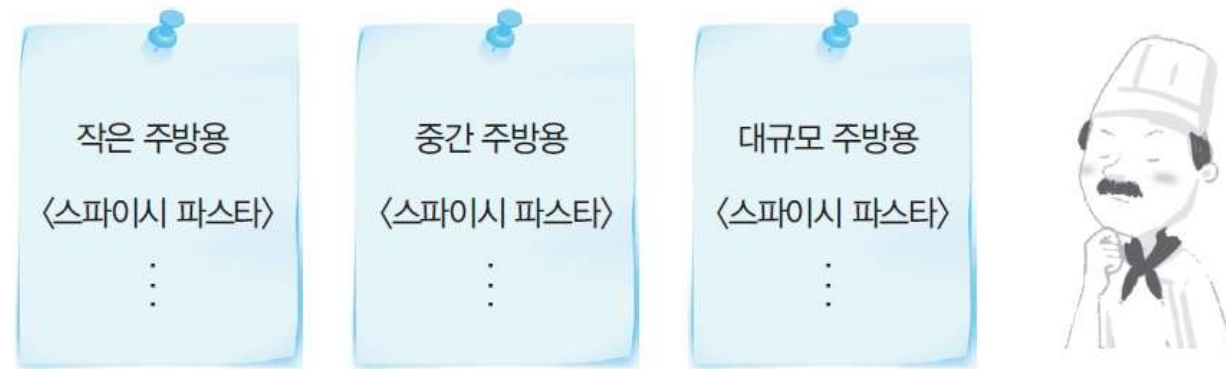 작은 주방용
〈스파이시 파스타〉
⋮
중간 주방용
〈스파이시 파스타〉
⋮
대규모 주방용
〈스파이시 파스타〉
⋮